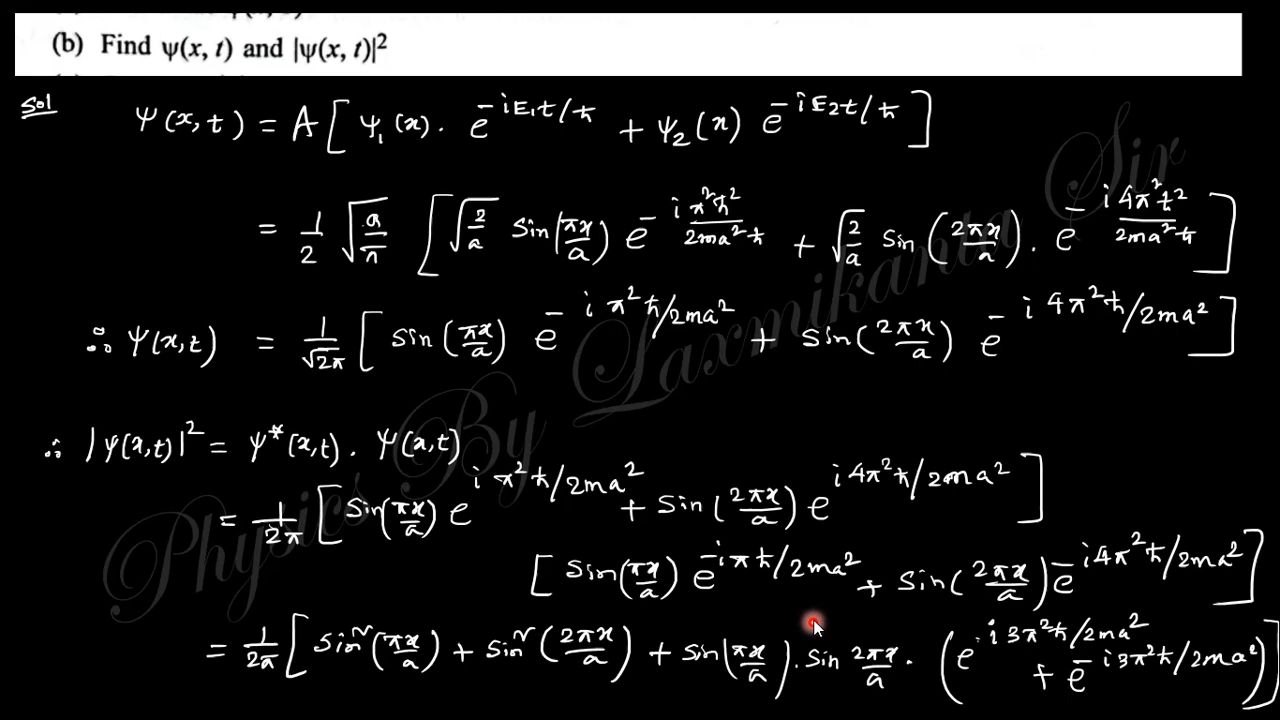 (b) Find ψ(x, t) and |ψ(x, t)|²
Sol
ψ(x,t) = A[ψ₁(x). e^{-iE₁t/ħ} + ψ₂(x) e^{-iE₂t/ħ}]
= 1/2 √(a/π) [√(2/a) sin(πx/a) e^{-iπ²ħ²/2ma²ħ} + √(2/a) sin(2πx/a). e^{-i4π²ħ²/2ma²ħ}]
∴ ψ(x,t) = 1/√2π [sin(πx/a) e^{-iπ²ħ/2ma²} + sin(2πx/a) e^{-i4π²ħ/2ma²}]
∴ |ψ(x,t)|² = ψ*(x,t). ψ(x,t)
= 1/2π [sin(πx/a) e^{iπ²ħ/2ma²} + sin(2πx/a) e^{i4π²ħ/2ma²}]
[sin(πx/a) e^{-iπħ/2ma²} + sin(2πx/a) e^{-i4π²ħ/2ma²}]
= 1/2π [sin²(πx/a) + sin²(2πx/a) + sin(πx/a). sin 2πx/a. (e^{i3π²ħ/2ma²} + e^{-i3π²ħ/2ma²})]
Physics By Laxmikanta Sir